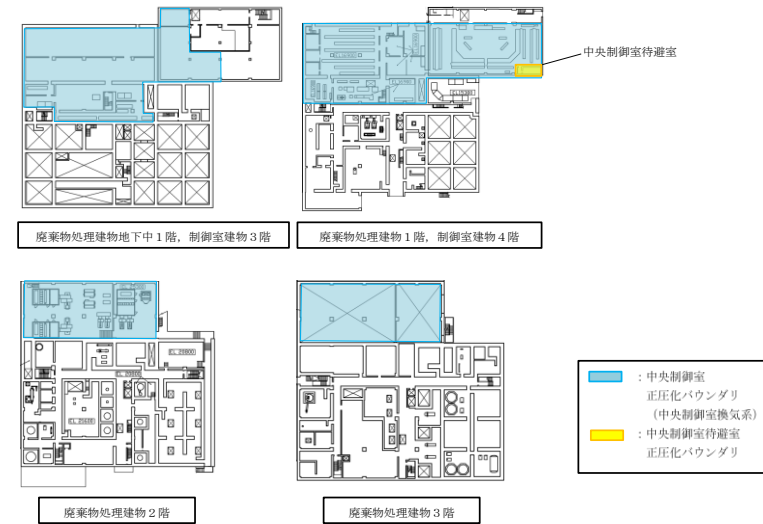 中央制御室待避室
廃棄物処理建物地下中1階，制御室建物3階
廃棄物処理建物1階，制御室建物4階
EL 20800
：中央制御室
正圧化バウンダリ
（中央制御室換気系）
：中央制御室待避室
正圧化バウンダリ
廃棄物処理建物2階
廃棄物処理建物3階